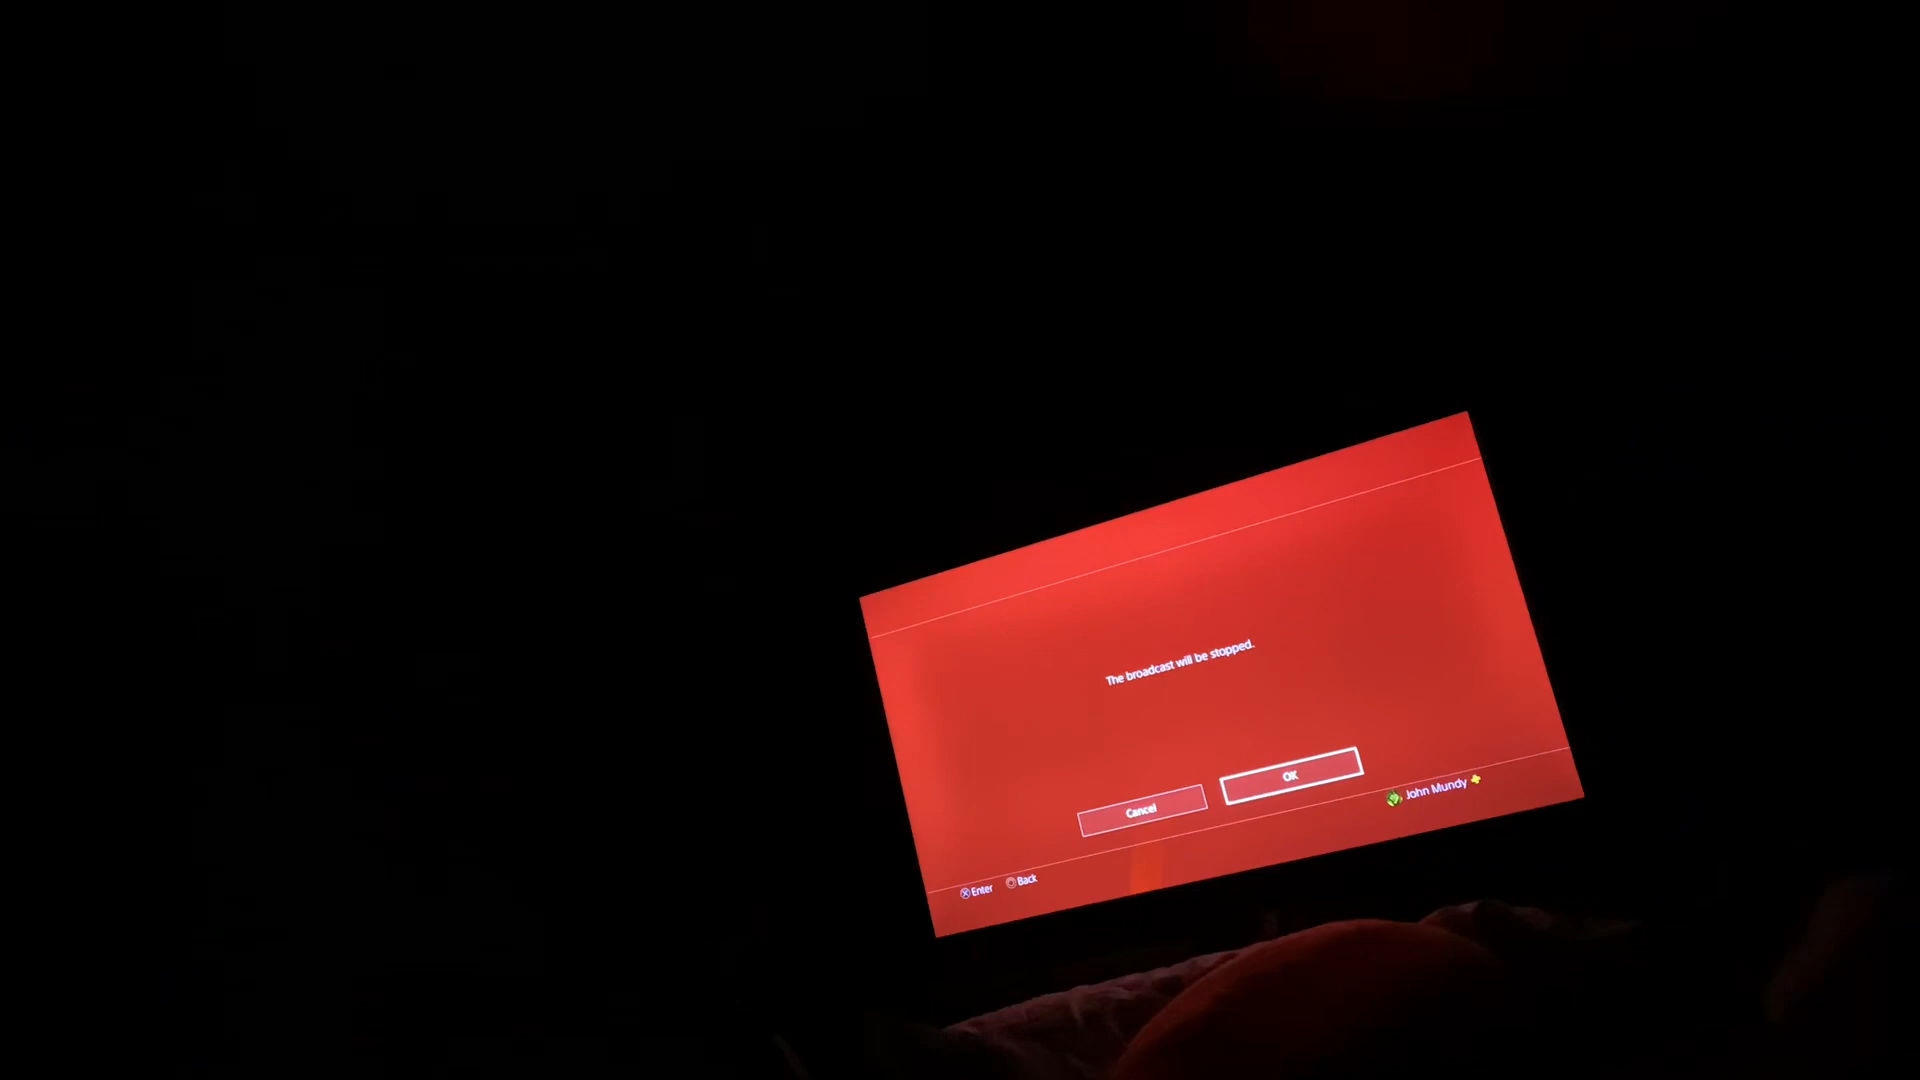 The broadcast will be stopped.
Cancel
OK
John Mundy
Enter
Back